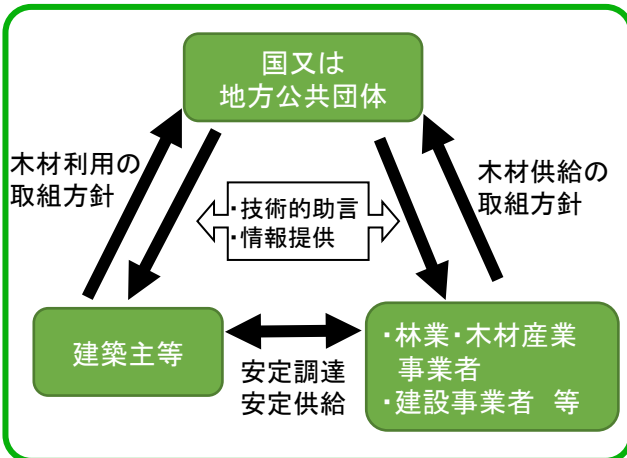 国又は
地方公共団体
木材利用の
取組方針
木材供給の
取組方針
・技術的助言
・情報提供
建築主等
安定調達
安定供給
・林業・木材産業
事業者
・建設事業者　等